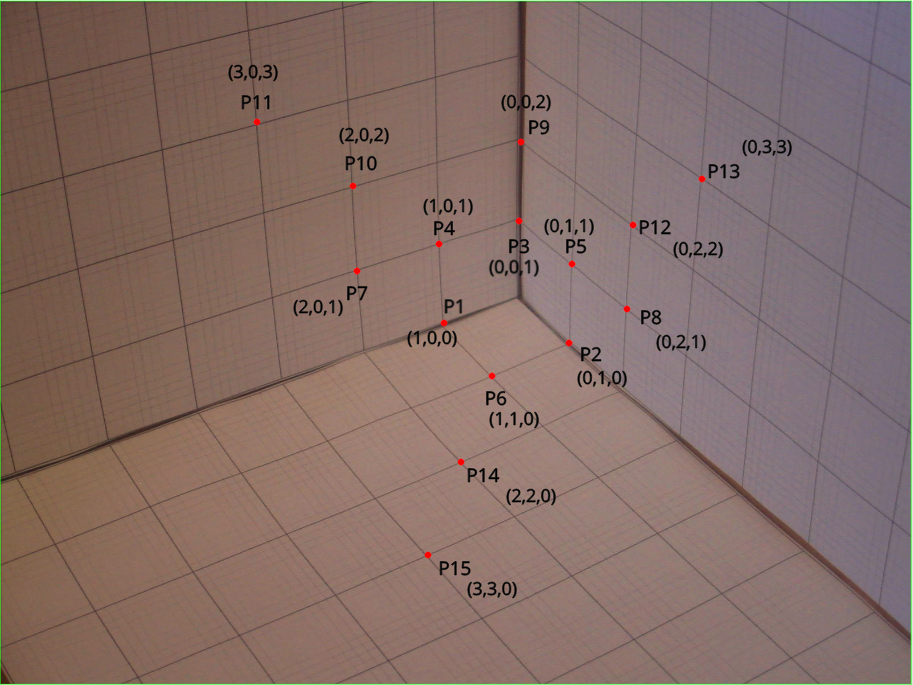 (3,0,3)
P11
(0,0,2)
P9
(2,0,2)
P10
(0,3,3)
P13
(1,0,1)
P4
(0,1,1)
P5
P12
(0,2,2)
P3
(0,0,1)
P7
(2,0,1)
P1
(1,0,0)
P8
(0,2,1)
P2
(0,1,0)
P6
(1,1,0)
P14
(2,2,0)
P15
(3,3,0)